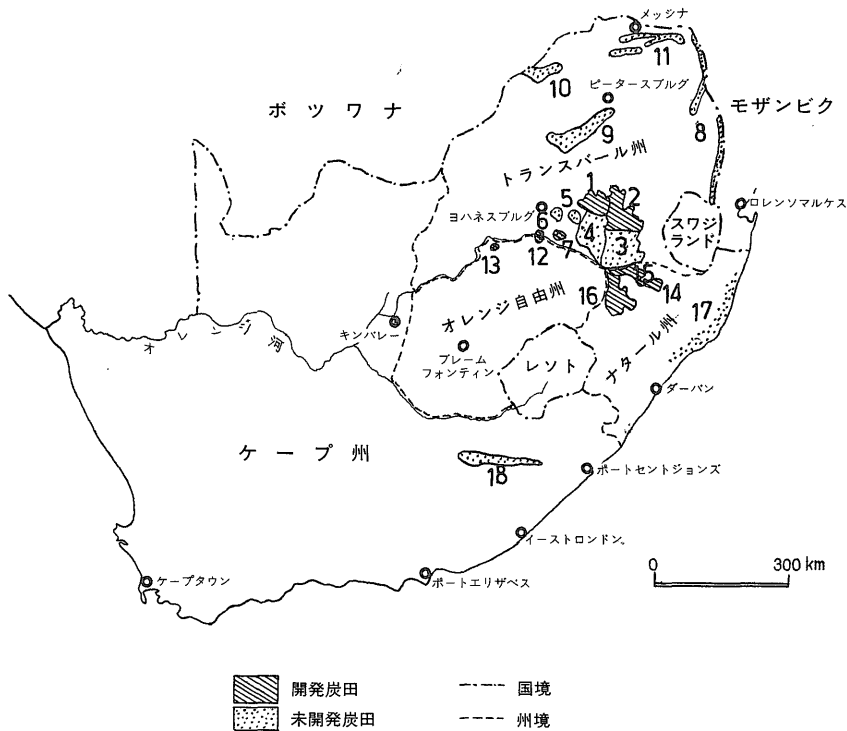 メッシナ
11
10
ボツワナ
ピータースブルグ
モザンビク
8
9
トランスバール州
1
2
5
ロレンソマルケス
ヨハネスブルグ
6
4
スワジ
ランド
3
7
12
13
15
14
16
17
オレンジ自由州
キンバレー
オレンジ河
ブレーム
フォンティン
レソト
ナタール州
ダーバン
ケープ州
18
ポートセントジョンズ
イーストロンドン
0 300km
ケープタウン
ポートエリザベス
開発炭田
国境
未開発炭田
州境